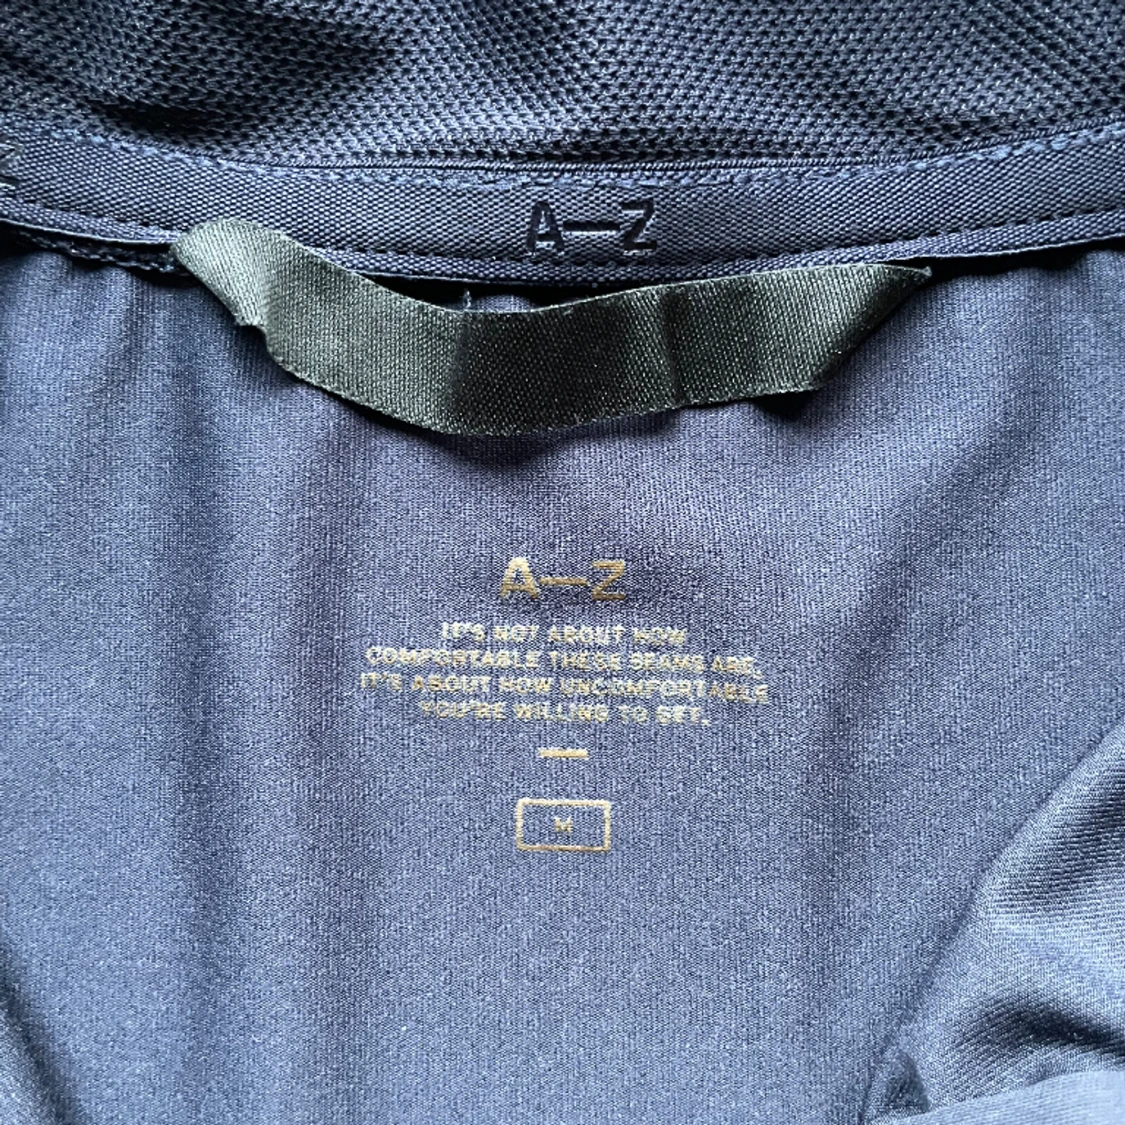 A—Z
A—Z
IT'S NOT ABOUT HOW
COMFORTABLE THESE SEAMS ARE.
IT'S ABOUT HOW UNCOMFORTABLE
YOU'RE WILLING TO GET.
M